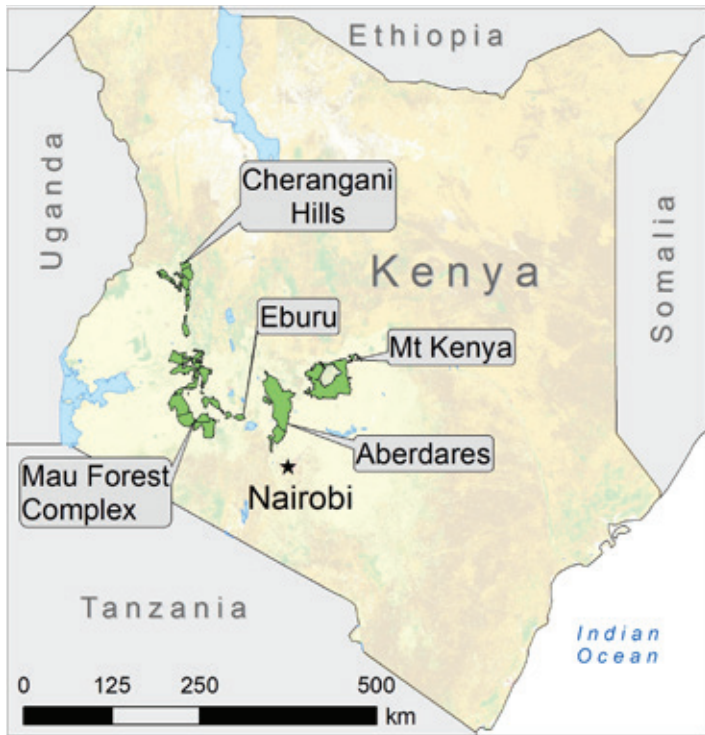 Ethiopia
Uganda
Cherangani
Hills
Kenya
Somalia
Eburu
Mt Kenya
Aberdares
Mau Forest
Complex
Nairobi
Tanzania
Indian
Ocean
0 125 250 500
km